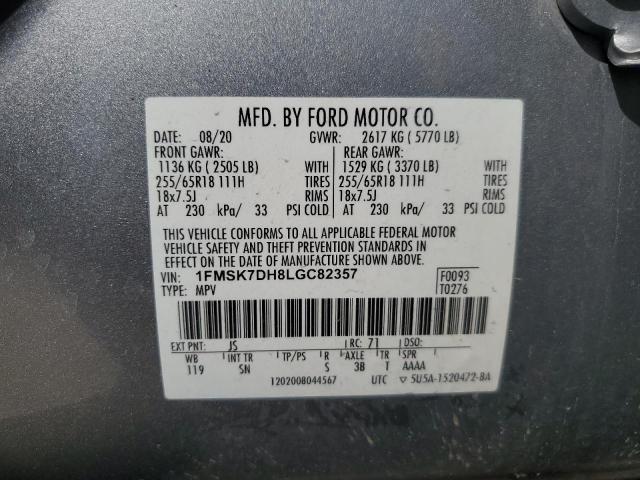 MFD. BY FORD MOTOR CO.
DATE: 08/20 GVWR: 2617 KG (5770 LB)
FRONT GAWR: REAR GAWR:
1136 KG (2505 LB) WITH 1529 KG (3370 LB) WITH
255/65R18 111H TIRES 255/65R18 111H TIRES
18x7.5J RIMS 18x7.5J RIMS
AT 230 kPa/ 33 PSI COLD AT 230 kPa/ 33 PSI COLD
THIS VEHICLE CONFORMS TO ALL APPLICABLE FEDERAL MOTOR
VEHICLE SAFETY AND THEFT PREVENTION STANDARDS IN
EFFECT ON THE DATE OF MANUFACTURE SHOWN ABOVE.
VIN: 1FMSK7DH8LGC82357 F0093
TYPE: MPV T0276
EXT PNT: JS RC: 71 DSO:
WB INT TR TP/PS R AXLE TR SPR
119 SN S 3B T AAAA
1202008044567 UTC ▽ 5U5A-1520472-BA